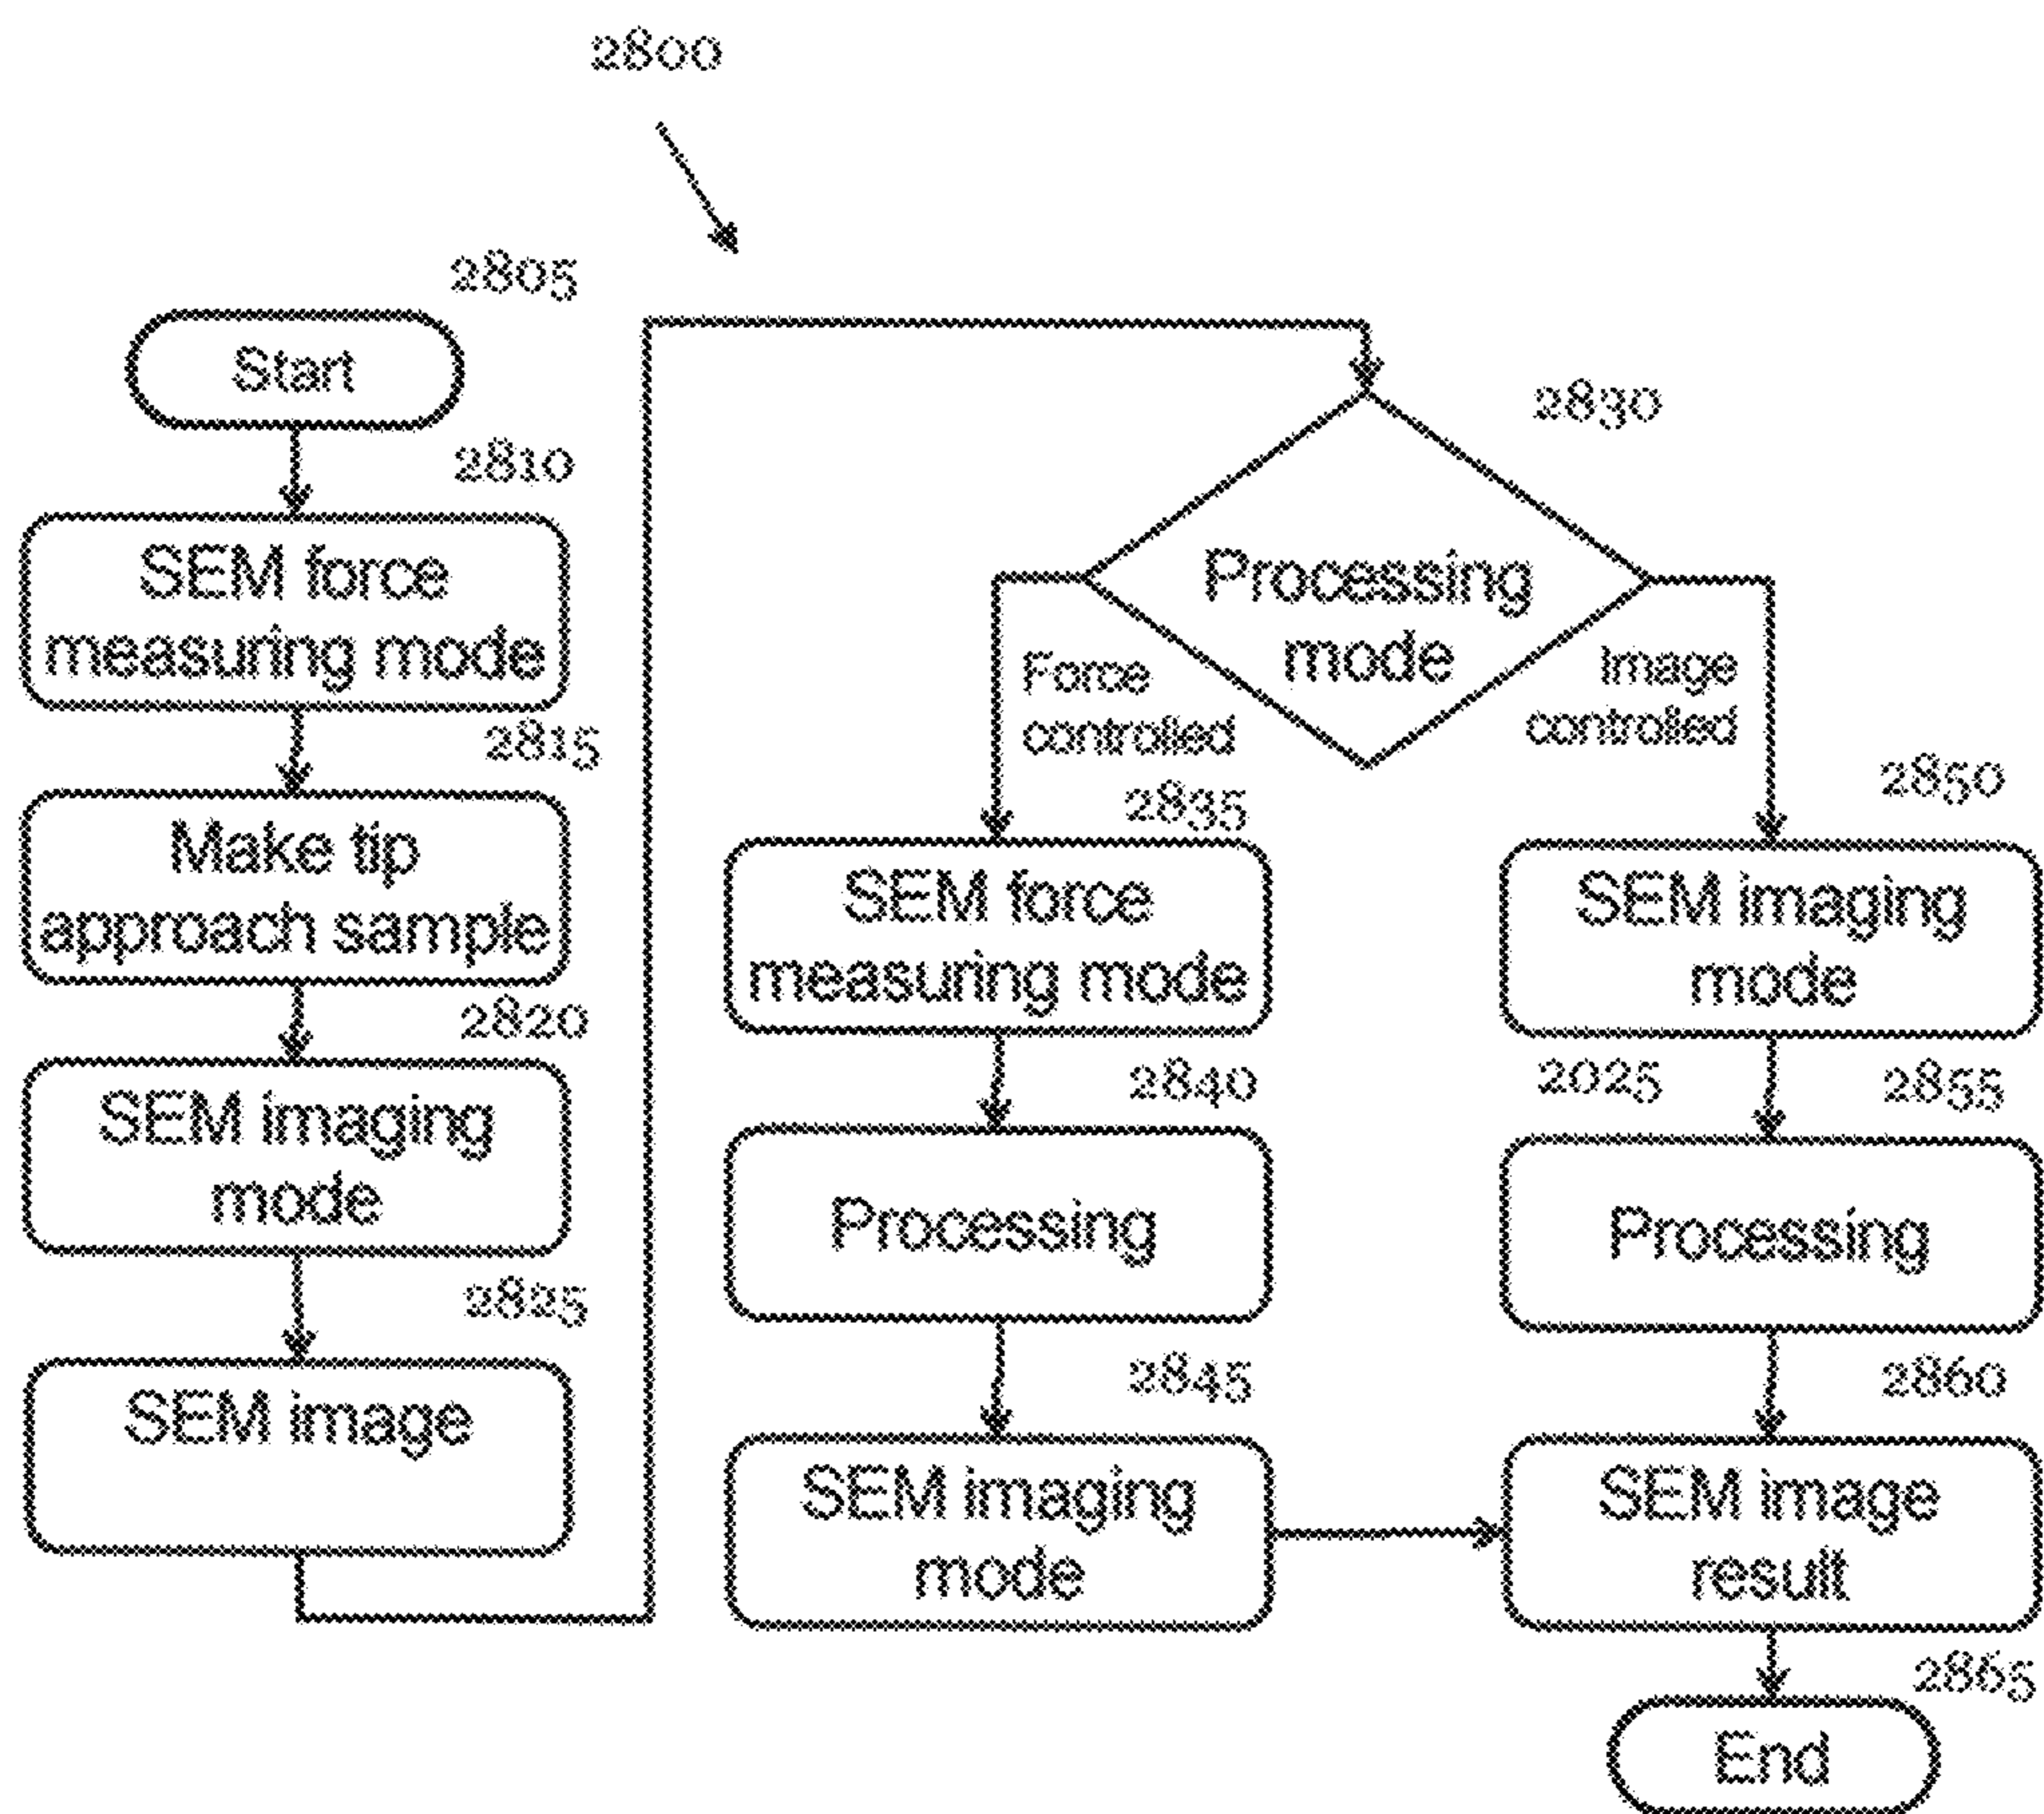 2800
2805
Start
2810
SEM force
measuring mode
2815
Make tip
approach sample
2820
SEM imaging
mode
2825
SEM image
2830
Processing
mode
Force
controlled
Image
controlled
2835
SEM force
measuring mode
2840
Processing
2845
SEM imaging
mode
2850
SEM imaging
mode
2025
2855
Processing
2860
SEM image
result
2865
End